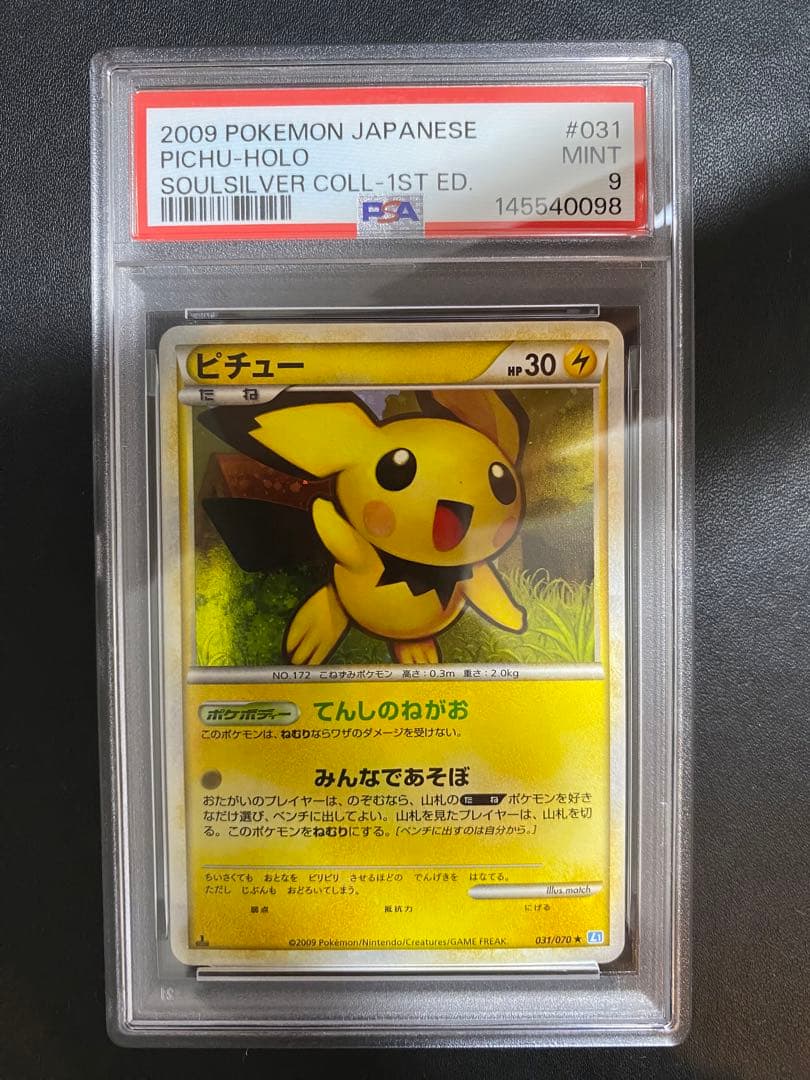 2009 POKEMON JAPANESE #031
PICHU-HOLO MINT
SOULSILVER COLL-1ST ED. 9
PSA 145540098
ピチュー HP30
たね
NO.172 こねずみポケモン 高さ:0.3m 重さ:2.0kg
ポケボディー てんしのねがお
このポケモンは、ねむりならワザのダメージを受けない。
みんなであそぼ
おたがいのプレイヤーは、のぞむなら、山札のたねポケモンを好き
なだけ選び、ベンチに出してよい。山札を見たプレイヤーは、山札を切
る。このポケモンをねむりにする。[ベンチに出すのは自分から。]
ちいさくても おとなを ビリビリ させるほどの でんげきを はなてる。
ただし じぶんも おどろいてしまう。
illus. match
弱点 抵抗力 にげる
1
©2009 Pokémon/Nintendo/Creatures/GAME FREAK. 031/070 ★ L1